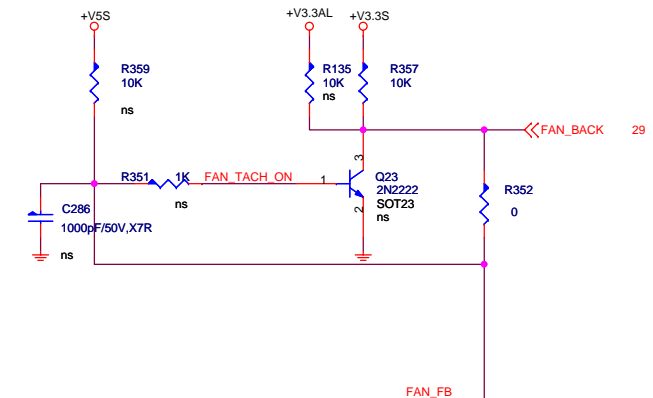 +V5S
+V3.3AL
+V3.3S
R359
10K
ns
R135
10K
ns
R357
10K
FAN_BACK 29
R351 1K FAN_TACH_ON
ns
1
3
2
Q23
2N2222
SOT23
ns
R352
0
C286
1000pF/50V,X7R
ns
FAN_FB